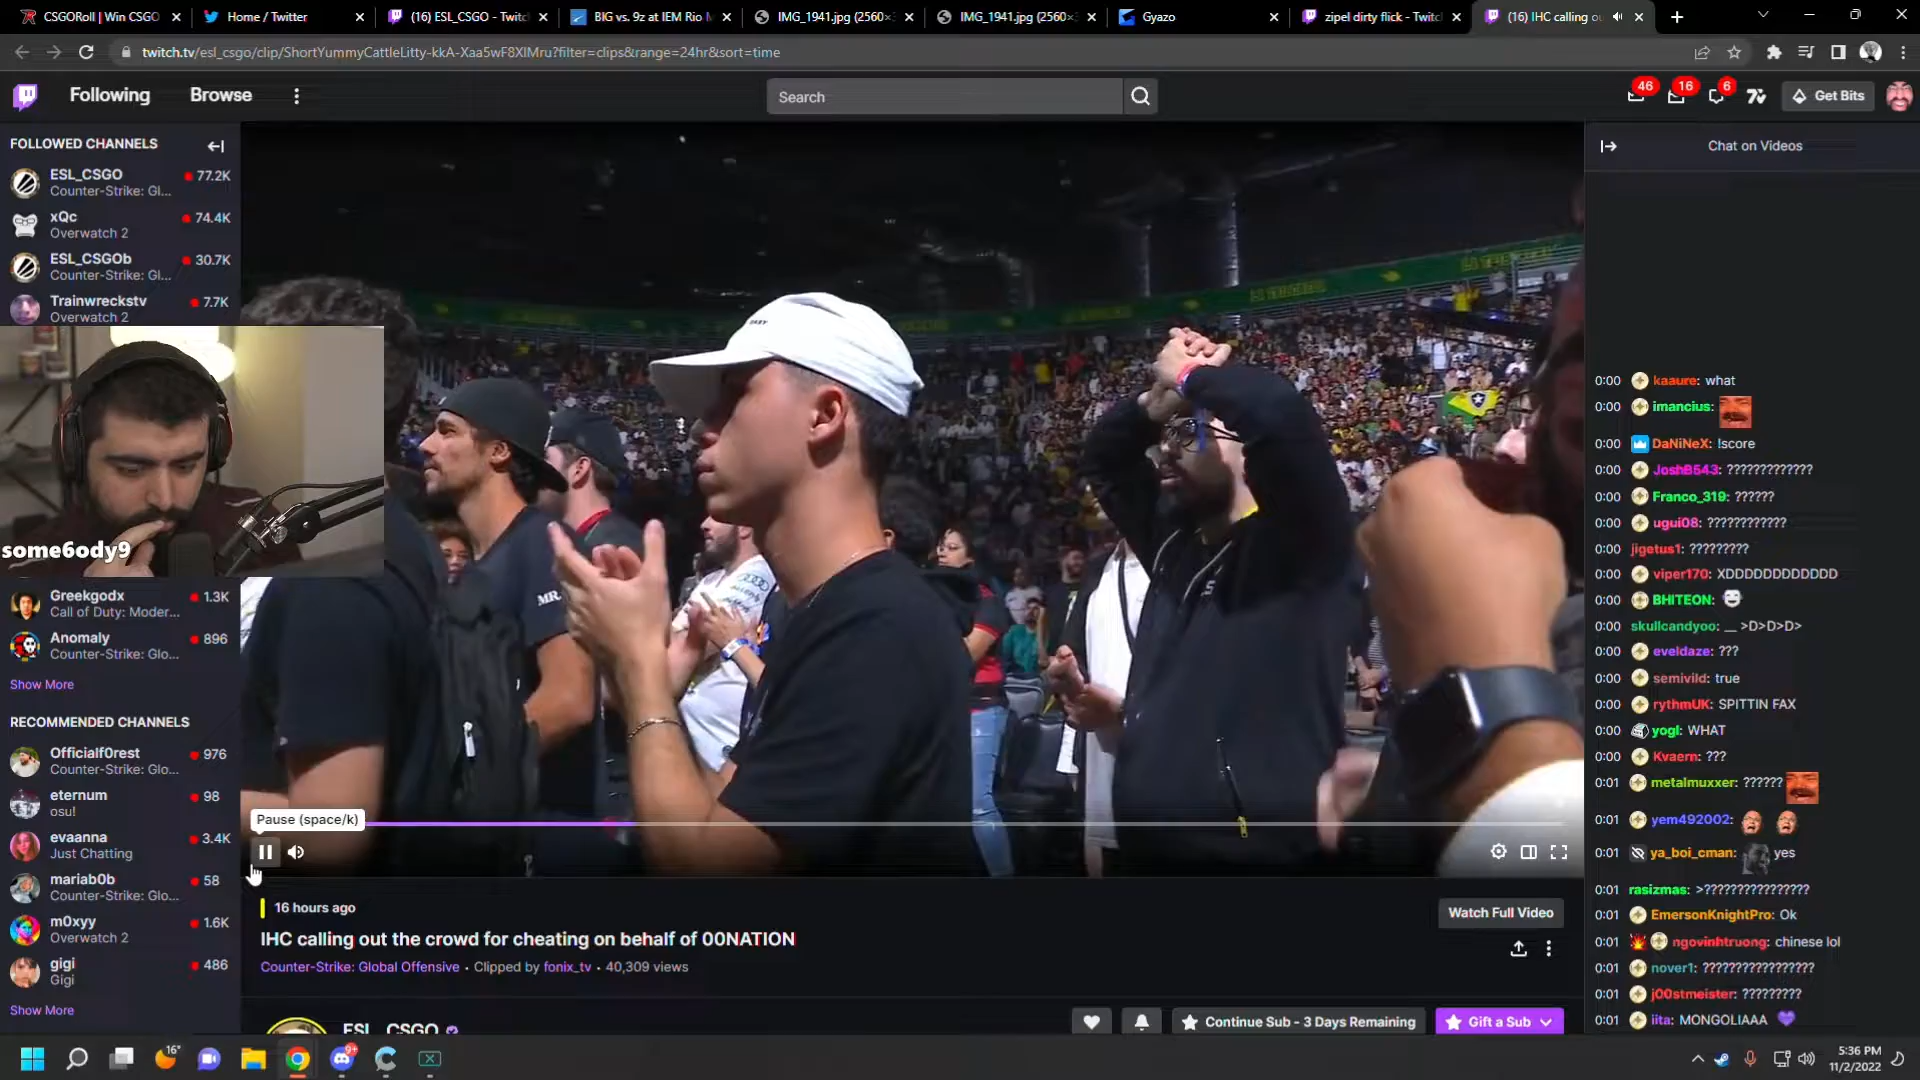 CSGORoll | Win CSGO
Home / Twitter
(16) ESL_CSGO - Twitc
BIG vs. 9z at IEM Rio M
IMG_1941.jpg (2560×
IMG_1941.jpg (2560×
Gyazo
zipel dirty flick - Twitc
(16) IHC calling ou
twitch.tv/esl_csgo/clip/ShortYummyCattleLitty-kkA-Xaa5wF8XlMru?filter=clips&range=24hr&sort=time
Following
Browse
Search
46
16
6
Get Bits
FOLLOWED CHANNELS
ESL_CSGO
77.2K
Counter-Strike: Gl...
xQc
74.4K
Overwatch 2
ESL_CSGOb
30.7K
Counter-Strike: Gl...
Trainwreckstv
7.7K
Overwatch 2
some6ody9
Greekgodx
1.3K
Call of Duty: Moder...
Anomaly
896
Counter-Strike: Glo...
Show More
RECOMMENDED CHANNELS
Officialf0rest
976
Counter-Strike: Glo...
eternum
98
osu!
evaanna
3.4K
Just Chatting
mariab0b
58
Counter-Strike: Glo...
m0xyy
1.6K
Overwatch 2
gigi
486
Gigi
Show More
MR.
Pause (space/k)
16 hours ago
Watch Full Video
IHC calling out the crowd for cheating on behalf of 00NATION
Counter-Strike: Global Offensive • Clipped by fonix_tv • 40,309 views
ESL_CSGO
Continue Sub - 3 Days Remaining
Gift a Sub
Chat on Videos
0:00 kaaure: what
0:00 imancius:
0:00 DaNiNeX: !score
0:00 JoshB543: ?????????????
0:00 Franco_319: ??????
0:00 ugui08: ????????????
0:00 jigetus1: ?????????
0:00 viper170: XDDDDDDDDDDDD
0:00 BHITEON:
0:00 skullcandyoo: __ >D>D>D>
0:00 eveldaze: ???
0:00 semivild: true
0:00 rythmUK: SPITTIN FAX
0:00 yogl: WHAT
0:00 Kvaern: ???
0:01 metalmuxxer: ??????
0:01 yem492002:
0:01 ya_boi_cman: yes
0:01 rasizmas: >????????????????
0:01 EmersonKnightPro: Ok
0:01 ngovinhtruong: chinese lol
0:01 nover1: ?????????????????
0:01 j00stmeister: ?????????
0:01 iita: MONGOLIAAA
16°
9+
5:36 PM
11/2/2022